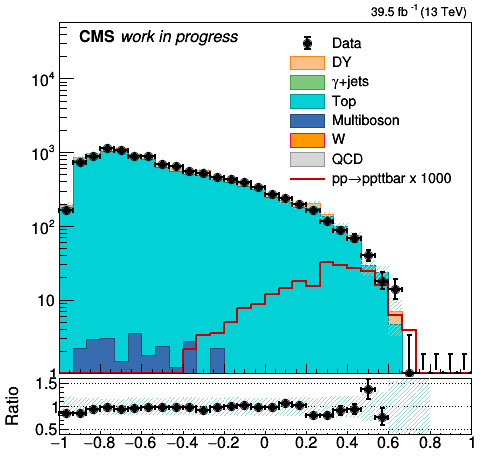 39.5 fb⁻¹ (13 TeV)
CMS work in progress
Data
DY
γ+jets
Top
Multiboson
W
QCD
pp→ppttbar x 1000
10⁴
10³
10²
10
1
1.5
1
0.5
Ratio
−1 −0.8 −0.6 −0.4 −0.2 0 0.2 0.4 0.6 0.8 1